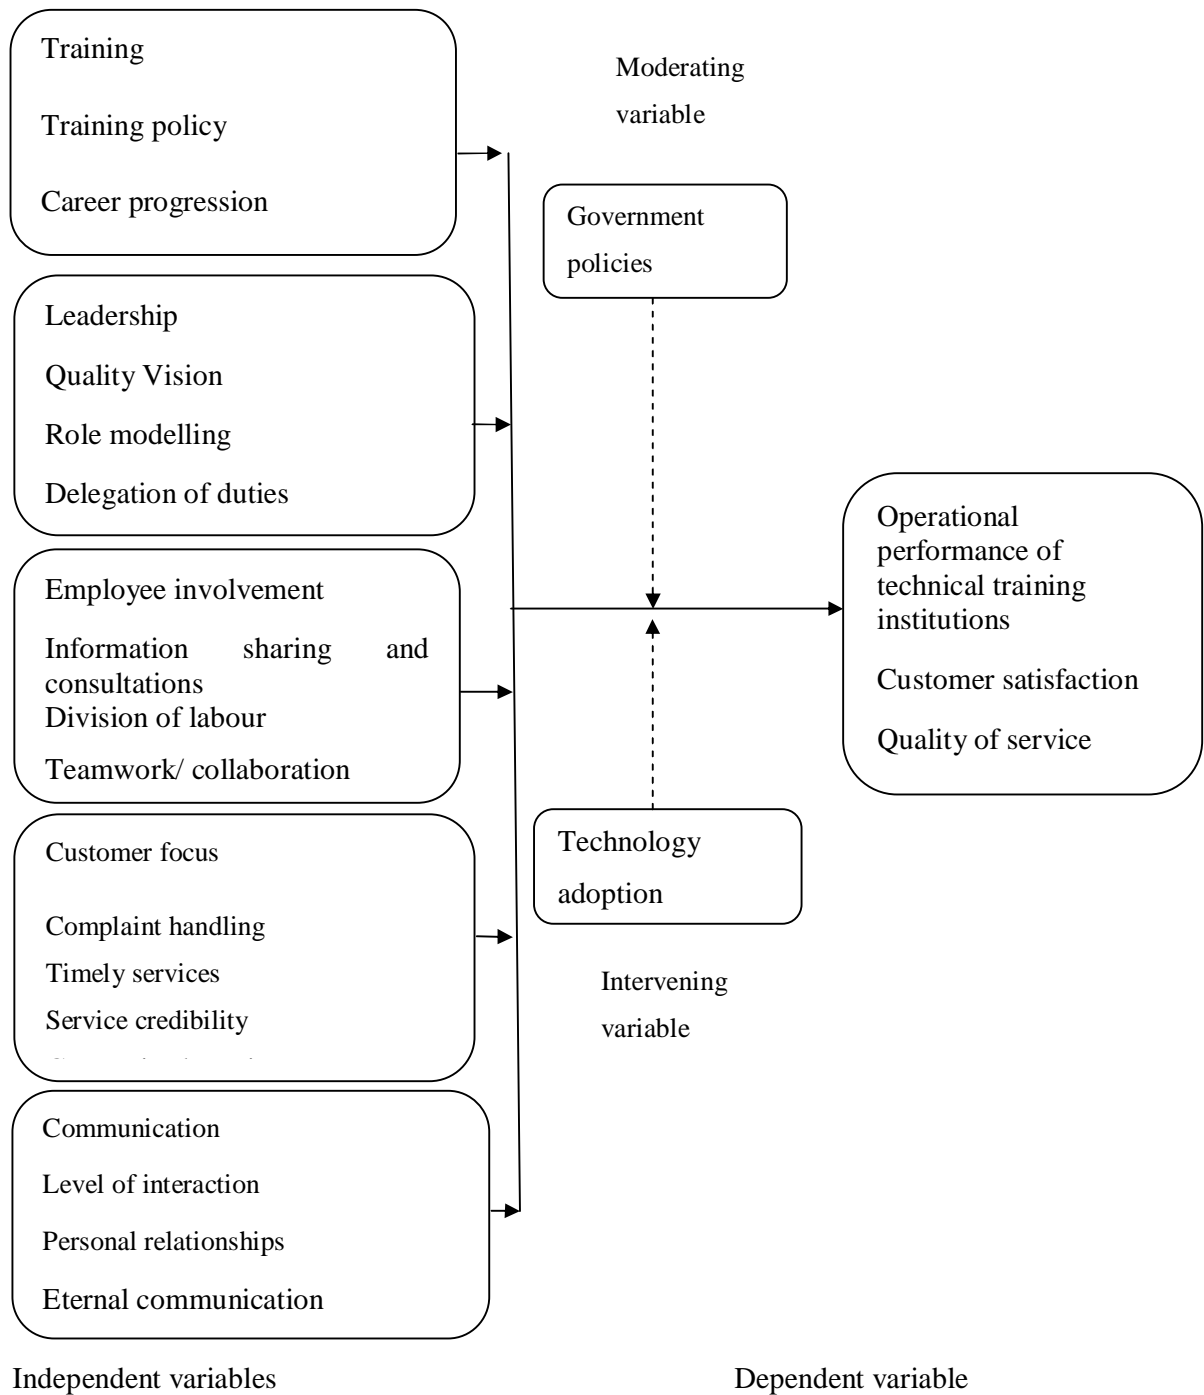 Training
Training policy
Career progression
Moderating
variable
Government
policies
Leadership
Quality Vision
Role modelling
Delegation of duties
Employee involvement
Information sharing and
consultations
Division of labour
Teamwork/ collaboration
Operational
performance of
technical training
institutions
Customer satisfaction
Quality of service
Technology
adoption
Intervening
variable
Customer focus
Complaint handling
Timely services
Service credibility
Communication
Level of interaction
Personal relationships
Eternal communication
Independent variables
Dependent variable